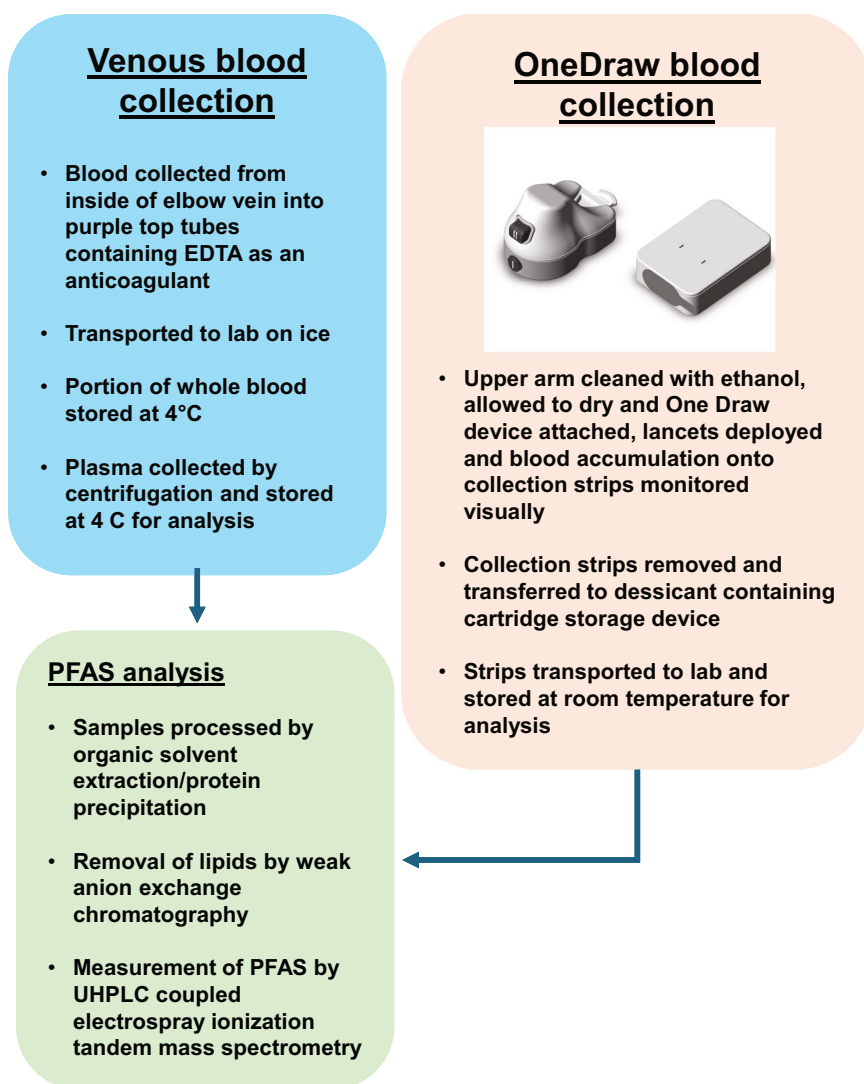 Venous blood
collection
• Blood collected from
inside of elbow vein into
purple top tubes
containing EDTA as an
anticoagulant
• Transported to lab on ice
• Portion of whole blood
stored at 4°C
• Plasma collected by
centrifugation and stored
at 4 C for analysis
OneDraw blood
collection
• Upper arm cleaned with ethanol,
allowed to dry and One Draw
device attached, lancets deployed
and blood accumulation onto
collection strips monitored
visually
• Collection strips removed and
transferred to dessicant containing
cartridge storage device
• Strips transported to lab and
stored at room temperature for
analysis
PFAS analysis
• Samples processed by
organic solvent
extraction/protein
precipitation
• Removal of lipids by weak
anion exchange
chromatography
• Measurement of PFAS by
UHPLC coupled
electrospray ionization
tandem mass spectrometry